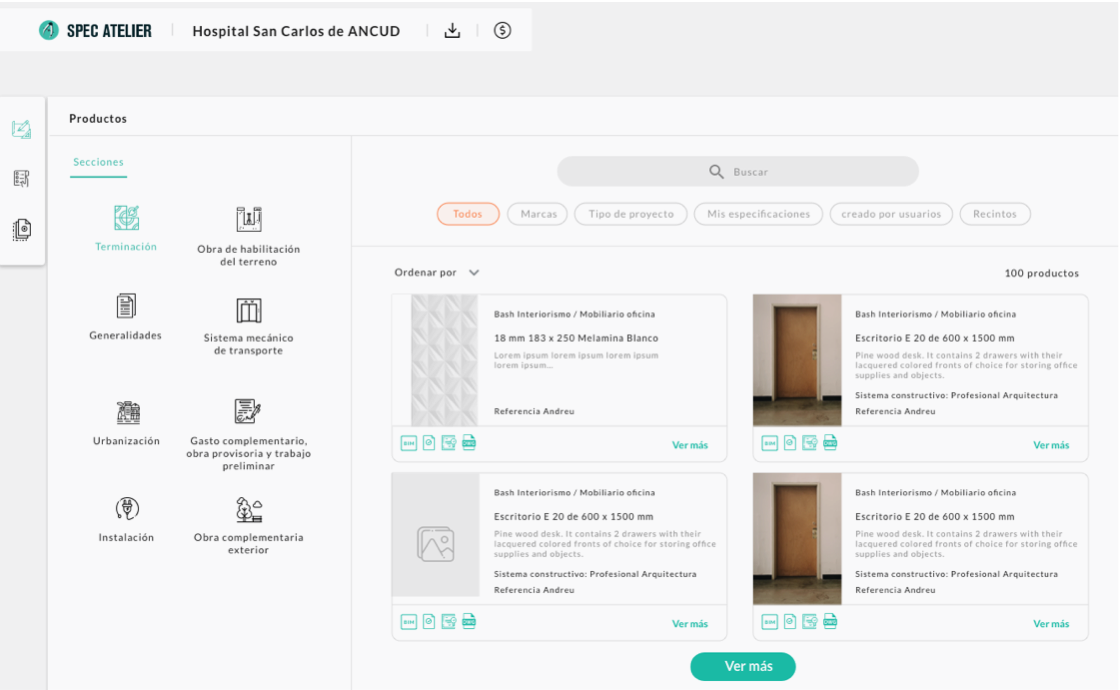 SPEC ATELIER
Hospital San Carlos de ANCUD
Productos
Secciones
Terminación
Obra de habilitación
del terreno
Generalidades
Sistema mecánico
de transporte
Urbanización
Gasto complementario,
obra provisoria y trabajo
preliminar
Instalación
Obra complementaria
exterior
Buscar
Todos
Marcas
Tipo de proyecto
Mis especificaciones
creado por usuarios
Recintos
Ordenar por
100 productos
Bash Interiorismo / Mobiliario oficina
18 mm 183 x 250 Melamina Blanco
Lorem ipsum lorem ipsum lorem ipsum
lorem ipsum...
Referencia Andreu
BIM
DWG
Ver más
Bash Interiorismo / Mobiliario oficina
Escritorio E 20 de 600 x 1500 mm
Pine wood desk. It contains 2 drawers with their
lacquered colored fronts of choice for storing office
supplies and objects.
Sistema constructivo: Profesional Arquitectura
Referencia Andreu
BIM
DWG
Ver más
Bash Interiorismo / Mobiliario oficina
Escritorio E 20 de 600 x 1500 mm
Pine wood desk. It contains 2 drawers with their
lacquered colored fronts of choice for storing office
supplies and objects.
Sistema constructivo: Profesional Arquitectura
Referencia Andreu
BIM
DWG
Ver más
Bash Interiorismo / Mobiliario oficina
Escritorio E 20 de 600 x 1500 mm
Pine wood desk. It contains 2 drawers with their
lacquered colored fronts of choice for storing office
supplies and objects.
Sistema constructivo: Profesional Arquitectura
Referencia Andreu
BIM
DWG
Ver más
Ver más